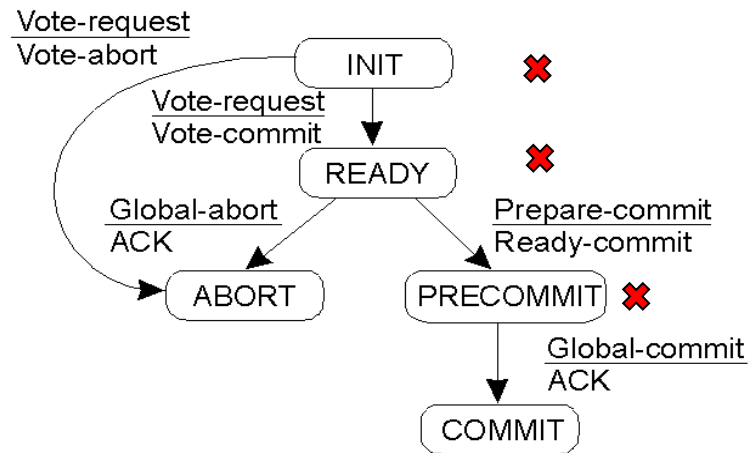 Vote-request
Vote-abort
INIT
Vote-request
Vote-commit
READY
Global-abort
ACK
Prepare-commit
Ready-commit
ABORT
PRECOMMIT
Global-commit
ACK
COMMIT